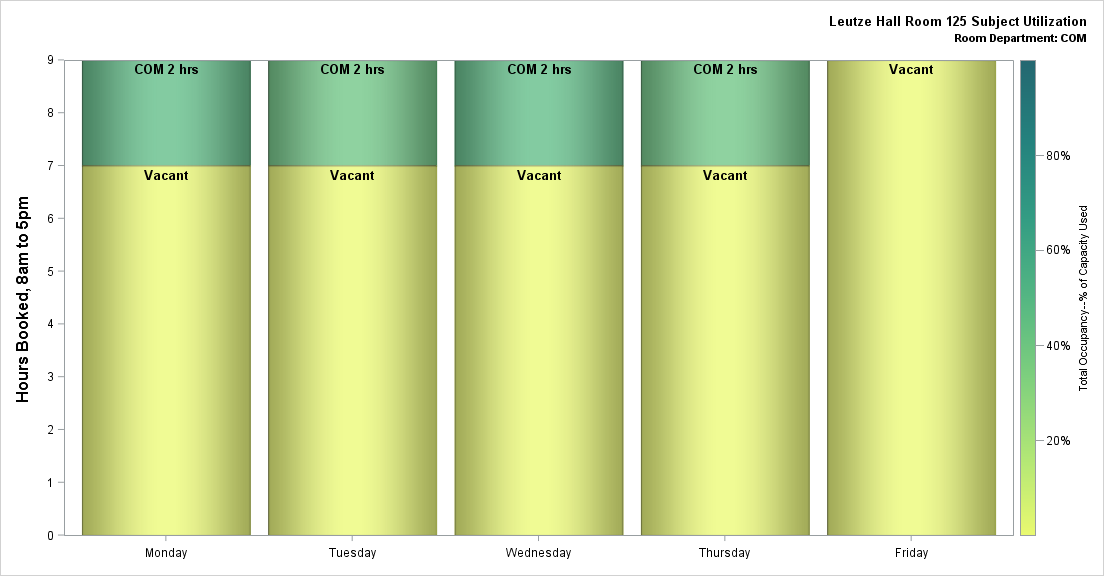 Leutze Hall Room 125 Subject Utilization
Room Department: COM
Hours Booked, 8am to 5pm
9
8
7
6
5
4
3
2
1
0
COM 2 hrs
COM 2 hrs
COM 2 hrs
COM 2 hrs
Vacant
Vacant
Vacant
Vacant
Vacant
Monday
Tuesday
Wednesday
Thursday
Friday
80%
60%
40%
20%
Total Occupancy--% of Capacity Used